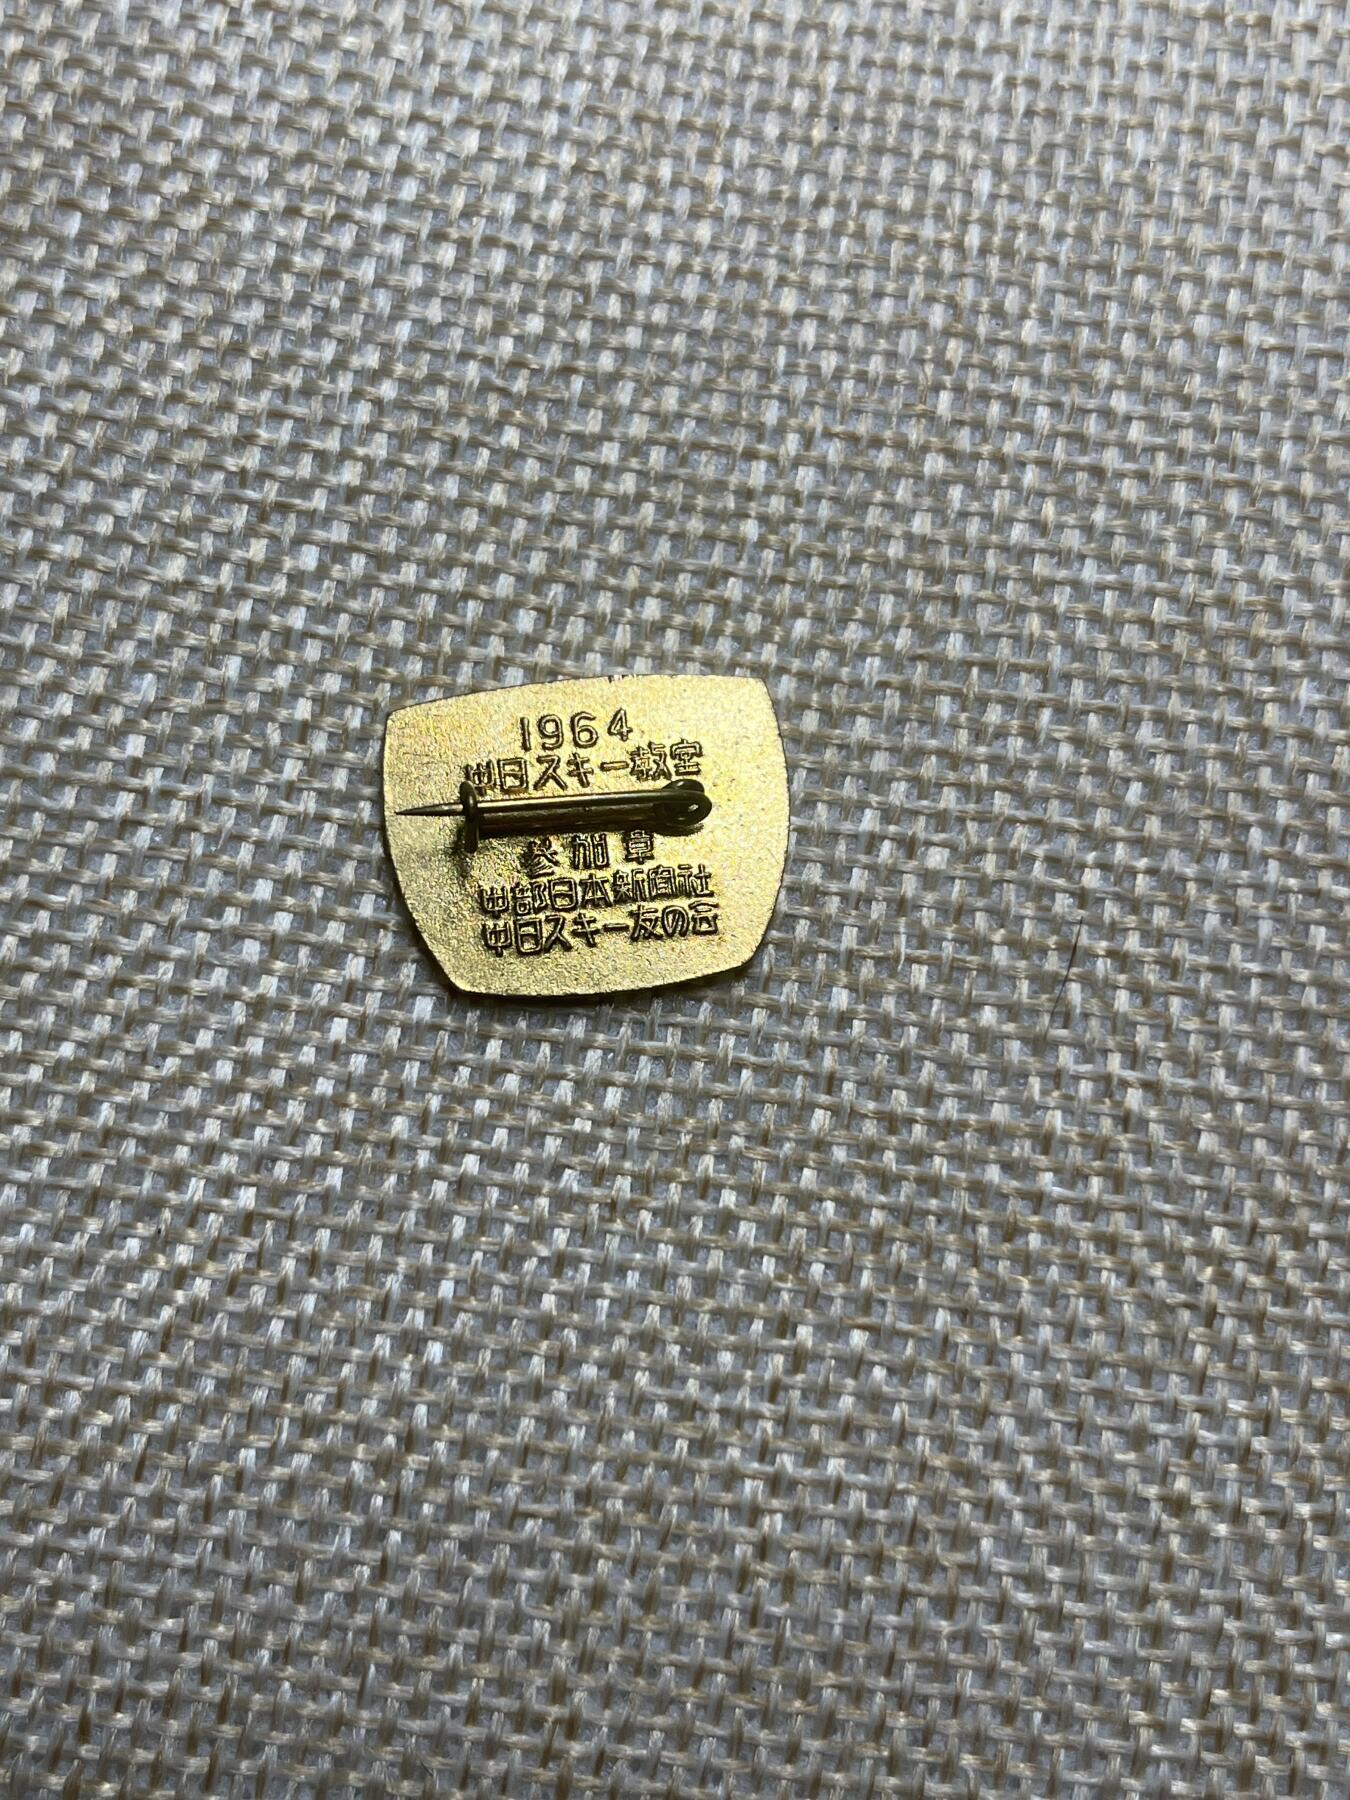 1964
中日スキー教室
参加章
中部日本新聞社
中日スキー友の会